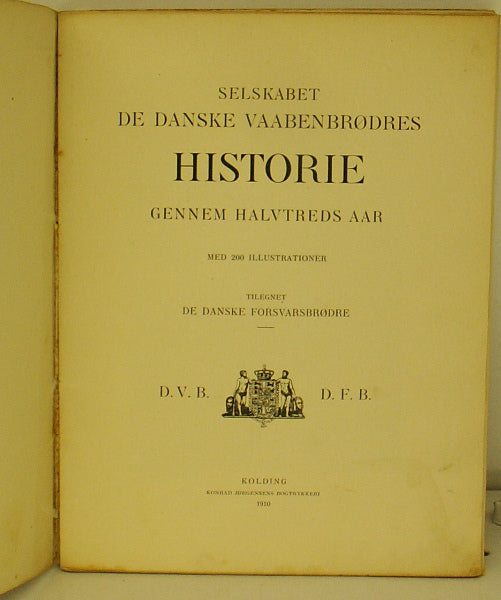 SELSKABET
DE DANSKE VAABENBRØDRES
HISTORIE
GENNEM HALVTREDS AAR
MED 200 ILLUSTRATIONER
TILEGNET
DE DANSKE FORSVARSBRØDRE
D. V. B. D. F. B.
KOLDING
KONRAD JØRGENSENS BOGTRYKKERI
1910